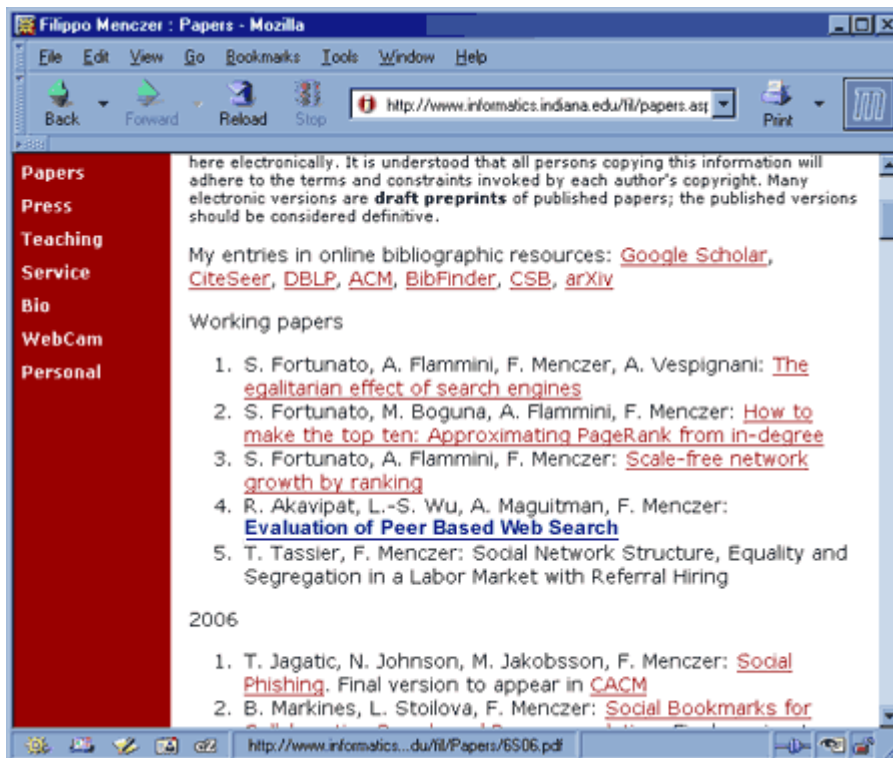 Filippo Menczer : Papers - Mozilla
File Edit View Go Bookmarks Tools Window Help
Back Forward Reload Stop http://www.informatics.indiana.edu/fil/papers.asp Print
Papers
Press
Teaching
Service
Bio
WebCam
Personal
here electronically. It is understood that all persons copying this information will
adhere to the terms and constraints invoked by each author's copyright. Many
electronic versions are draft preprints of published papers; the published versions
should be considered definitive.
My entries in online bibliographic resources: Google Scholar,
CiteSeer, DBLP, ACM, BibFinder, CSB, arXiv
Working papers
1. S. Fortunato, A. Flammini, F. Menczer, A. Vespignani: The
egalitarian effect of search engines
2. S. Fortunato, M. Boguna, A. Flammini, F. Menczer: How to
make the top ten: Approximating PageRank from in-degree
3. S. Fortunato, A. Flammini, F. Menczer: Scale-free network
growth by ranking
4. R. Akavipat, L.-S. Wu, A. Maguitman, F. Menczer:
Evaluation of Peer Based Web Search
5. T. Tassier, F. Menczer: Social Network Structure, Equality and
Segregation in a Labor Market with Referral Hiring
2006
1. T. Jagatic, N. Johnson, M. Jakobsson, F. Menczer: Social
Phishing. Final version to appear in CACM
2. B. Markines, L. Stoilova, F. Menczer: Social Bookmarks for
http://www.informatics...du/fil/Papers/6S06.pdf